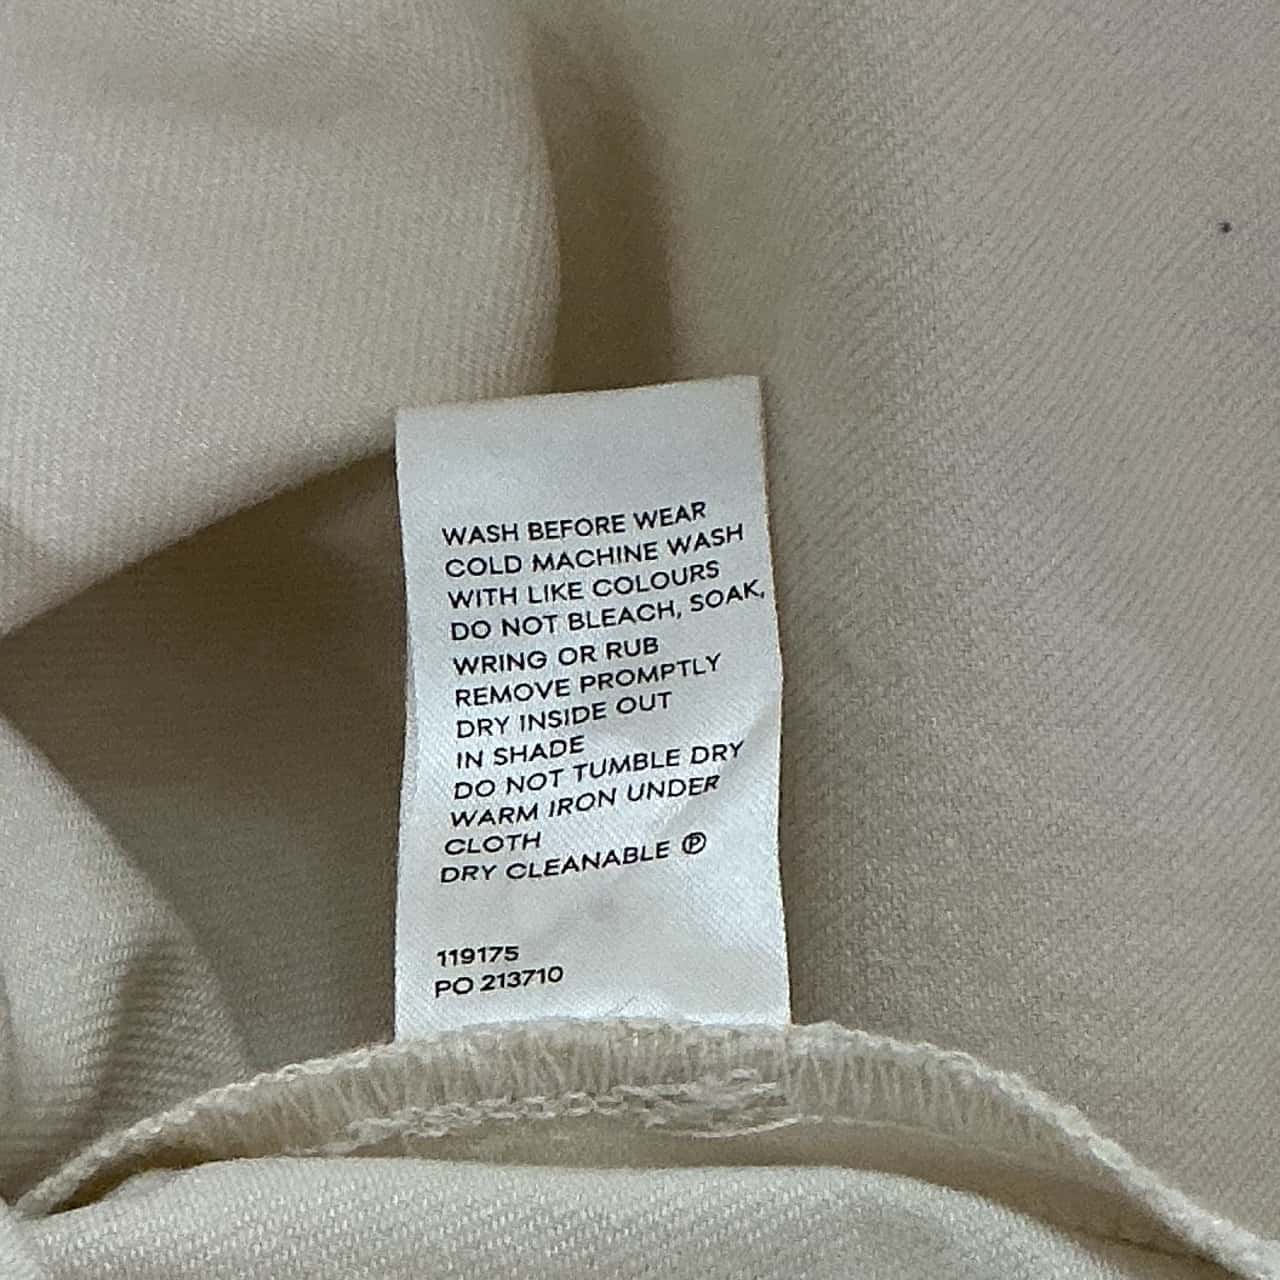 WASH BEFORE WEAR
COLD MACHINE WASH
WITH LIKE COLOURS
DO NOT BLEACH, SOAK,
WRING OR RUB
REMOVE PROMPTLY
DRY INSIDE OUT
IN SHADE
DO NOT TUMBLE DRY
WARM IRON UNDER
CLOTH
DRY CLEANABLE Ⓟ
119175
PO 213710